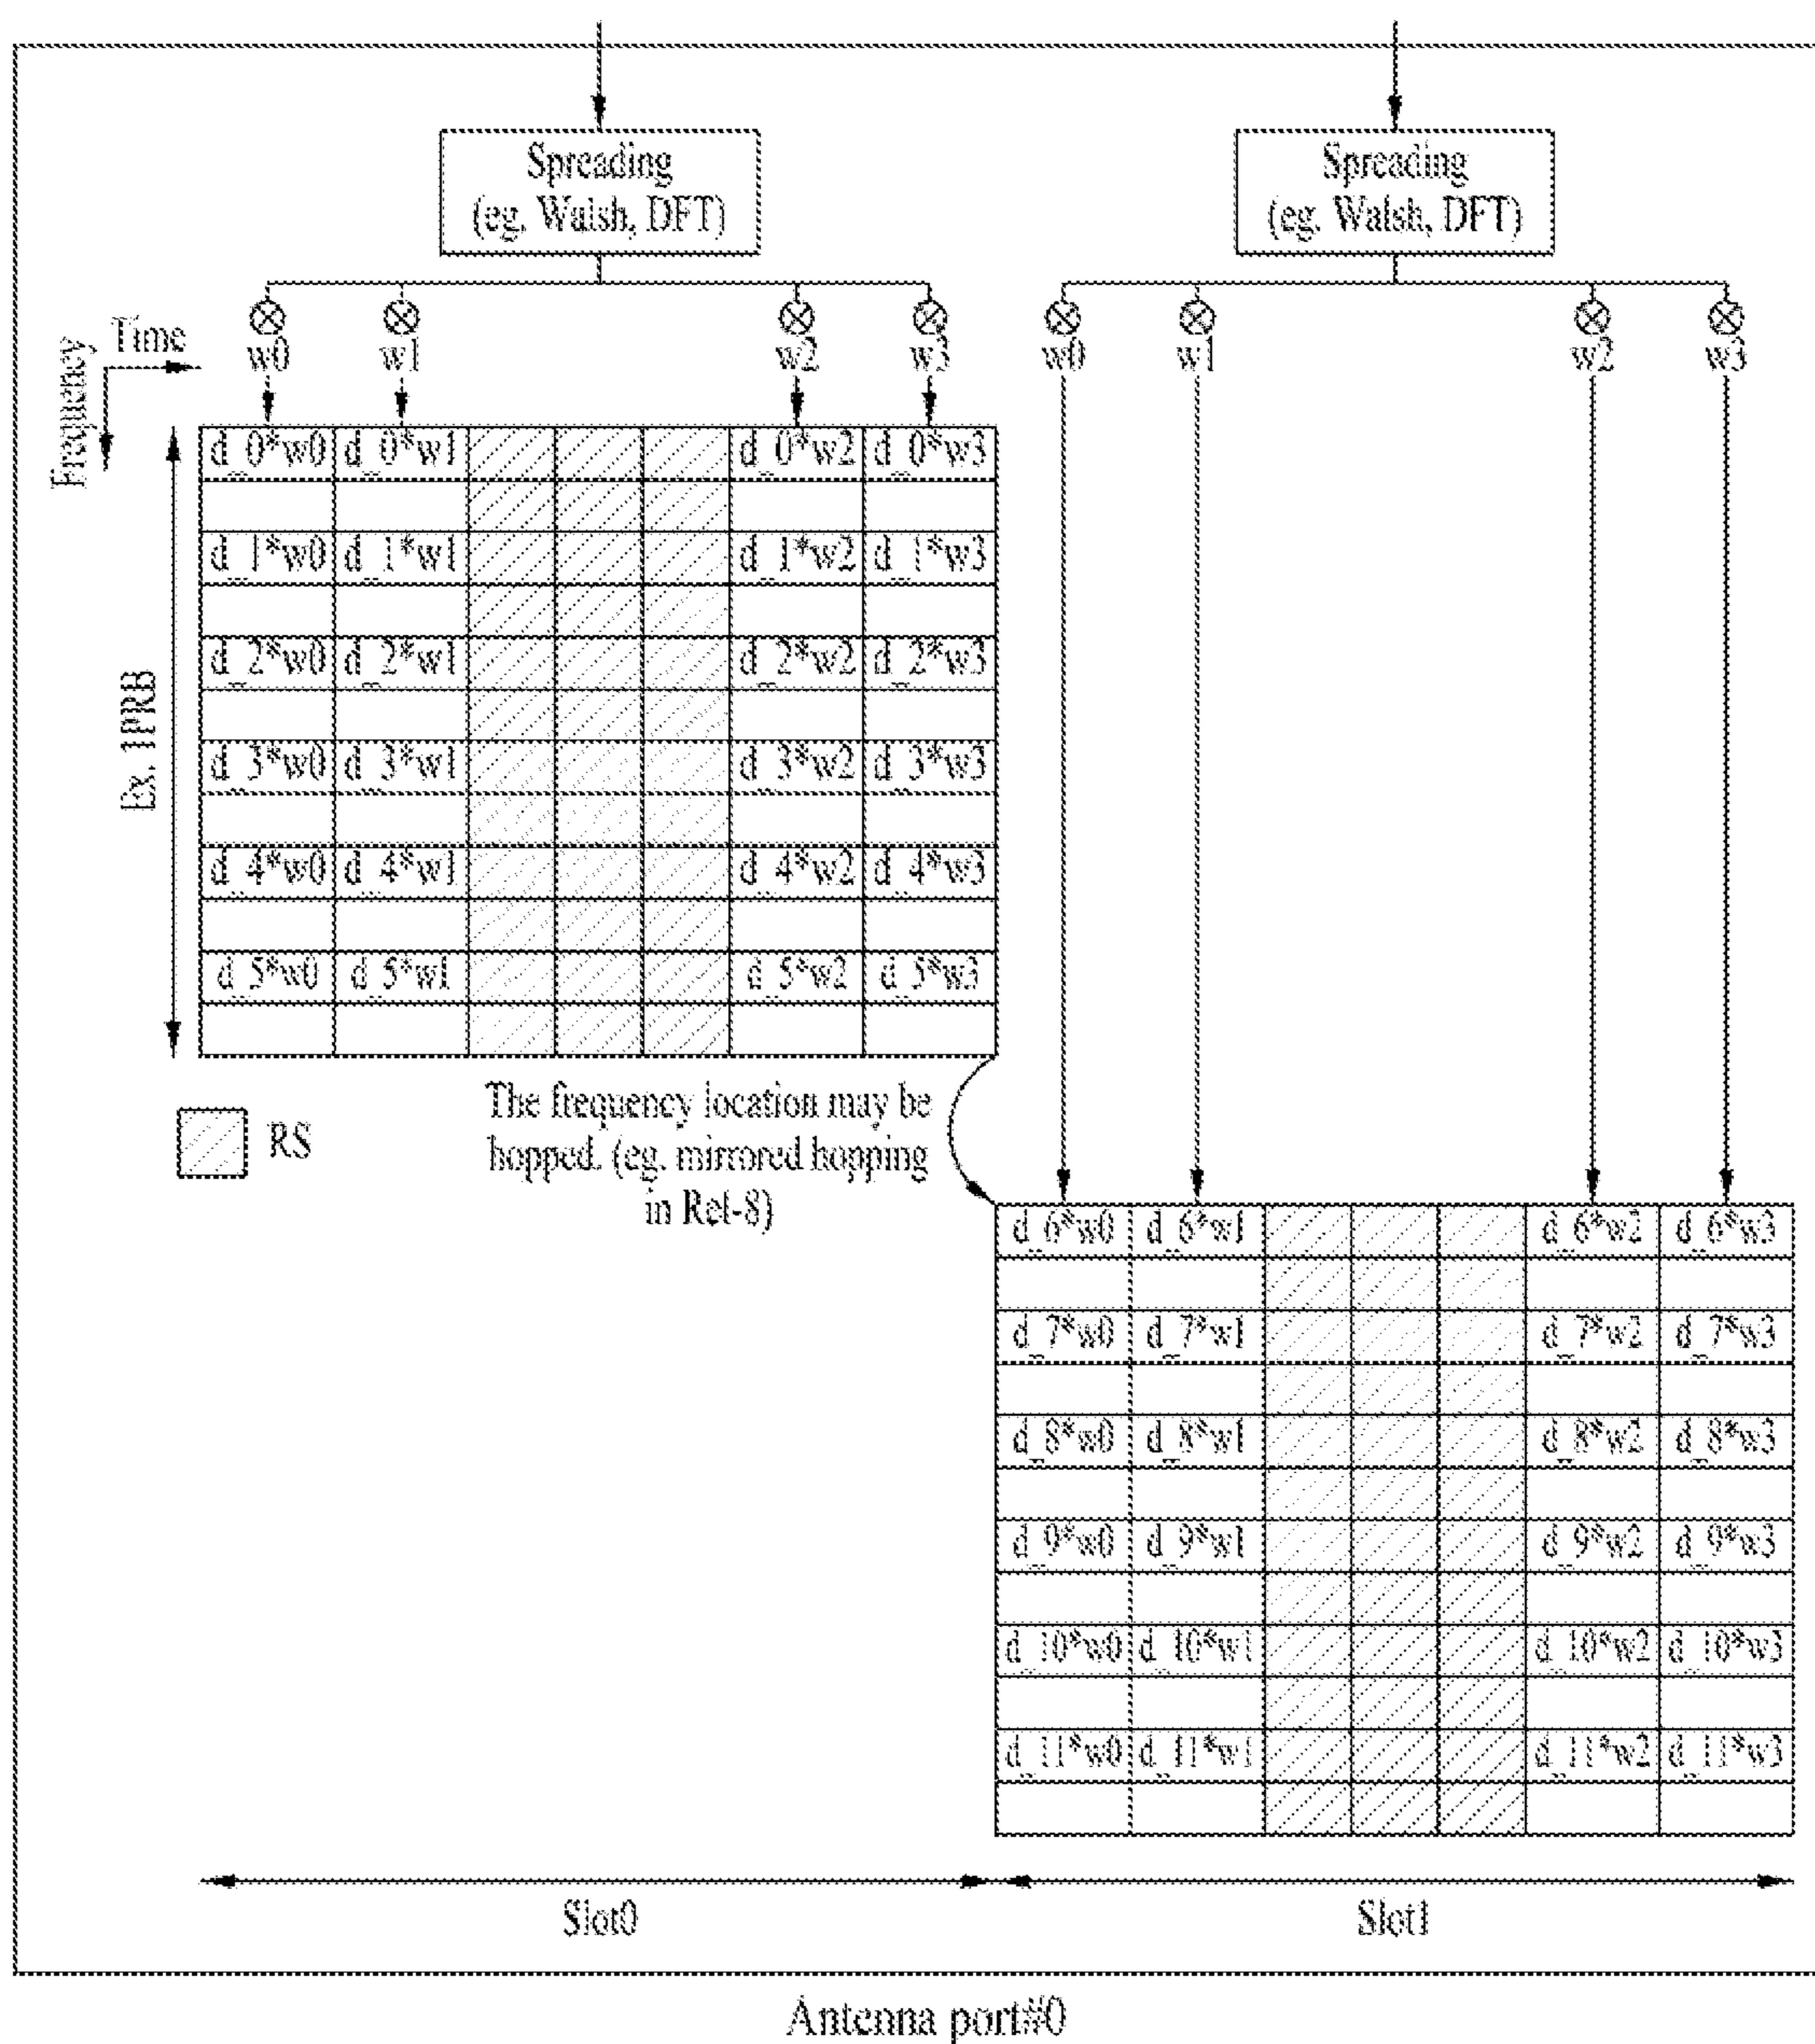 Spreading
(eg. Walsh, DFT)
Spreading
(eg. Walsh, DFT)
Time
Frequency
w0 w1 w2 w3 w0 w1 w2 w3
d_0*w0 d_0*w1 d_0*w2 d_0*w3
d_1*w0 d_1*w1 d_1*w2 d_1*w3
d_2*w0 d_2*w1 d_2*w2 d_2*w3
d_3*w0 d_3*w1 d_3*w2 d_3*w3
d_4*w0 d_4*w1 d_4*w2 d_4*w3
d_5*w0 d_5*w1 d_5*w2 d_5*w3
Ex. 1PRB
RS
The frequency location may be
hopped. (eg. mirrored hopping
in Rel-8)
d_6*w0 d_6*w1 d_6*w2 d_6*w3
d_7*w0 d_7*w1 d_7*w2 d_7*w3
d_8*w0 d_8*w1 d_8*w2 d_8*w3
d_9*w0 d_9*w1 d_9*w2 d_9*w3
d_10*w0 d_10*w1 d_10*w2 d_10*w3
d_11*w0 d_11*w1 d_11*w2 d_11*w3
Slot0 Slot1
Antenna port#0